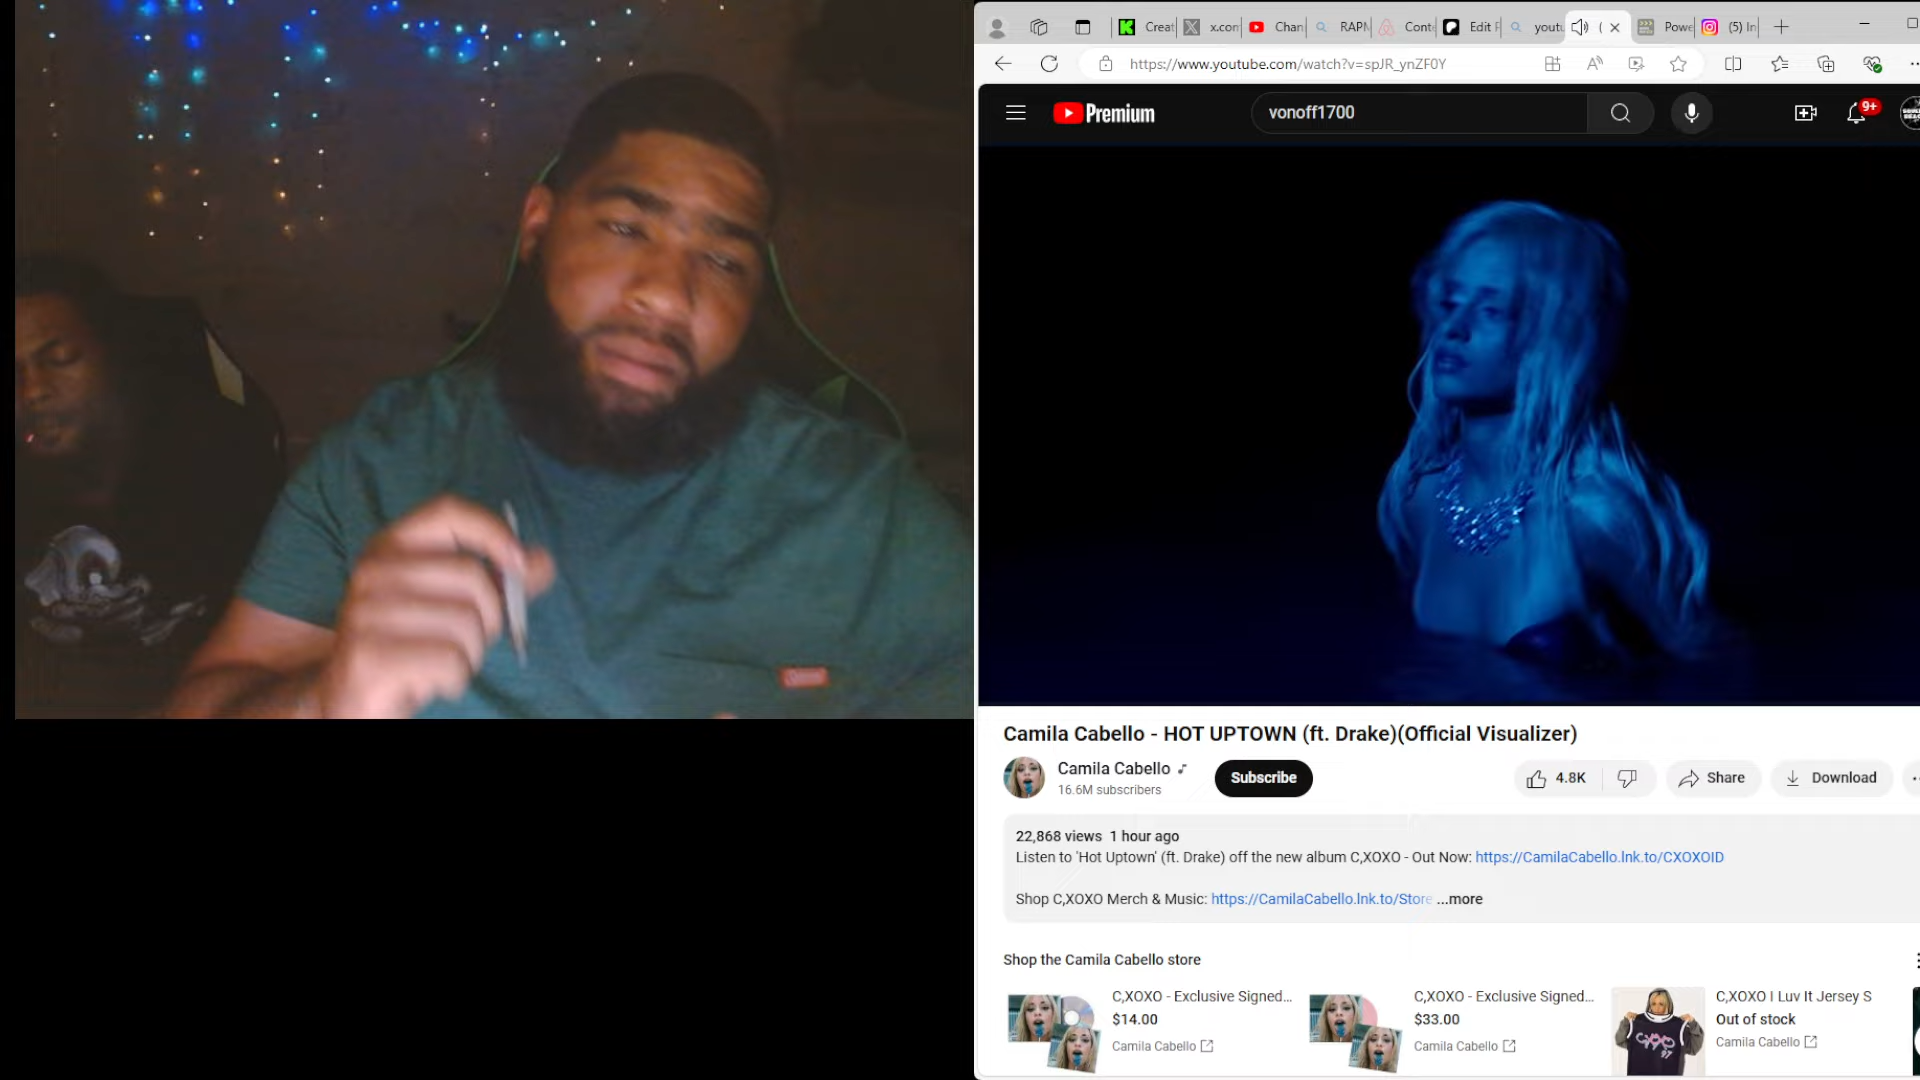 Creat
x.con
Chan
RAPN
Cont
Edit F
yout
(
Powe
(5) In
https://www.youtube.com/watch?v=spJR_ynZF0Y
Premium
vonoff1700
9+
Camila Cabello - HOT UPTOWN (ft. Drake)(Official Visualizer)
Camila Cabello
16.6M subscribers
Subscribe
4.8K
Share
Download
22,868 views 1 hour ago
Listen to 'Hot Uptown' (ft. Drake) off the new album C,XOXO - Out Now: https://CamilaCabello.lnk.to/CXOXOID
Shop C,XOXO Merch & Music: https://CamilaCabello.lnk.to/Store ...more
Shop the Camila Cabello store
C,XOXO - Exclusive Signed...
$14.00
Camila Cabello
C,XOXO - Exclusive Signed...
$33.00
Camila Cabello
C,XOXO I Luv It Jersey S
Out of stock
Camila Cabello